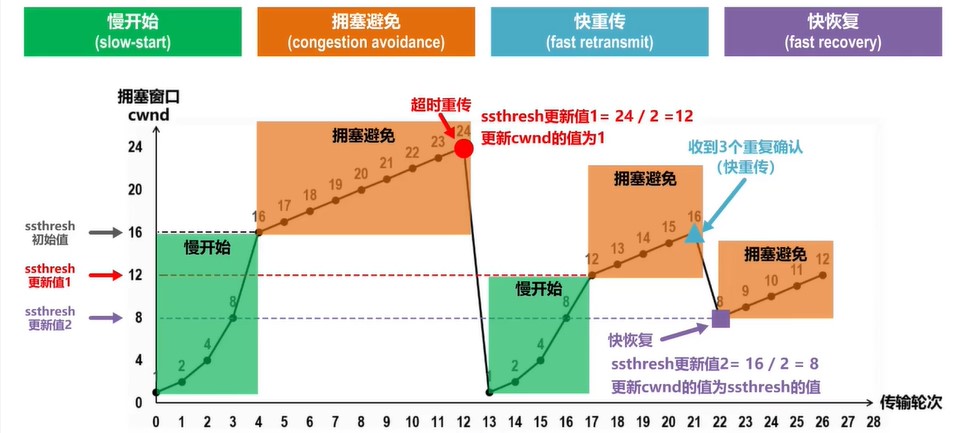 慢开始
(slow-start)
拥塞避免
(congestion avoidance)
快重传
(fast retransmit)
快恢复
(fast recovery)
拥塞窗口
cwnd
超时重传
ssthresh更新值1= 24 / 2 =12
更新cwnd的值为1
收到3个重复确认
（快重传）
拥塞避免
拥塞避免
拥塞避免
慢开始
慢开始
ssthresh
初始值
ssthresh
更新值1
ssthresh
更新值2
24
20
16
12
8
4
0
2
4
8
16
17
18
19
20
21
22
23
24
1
2
4
8
12
13
14
15
16
8
9
10
11
12
快恢复
ssthresh更新值2= 16 / 2 = 8
更新cwnd的值为ssthresh的值
传输轮次
0 1 2 3 4 5 6 7 8 9 10 11 12 13 14 15 16 17 18 19 20 21 22 23 24 25 26 27 28